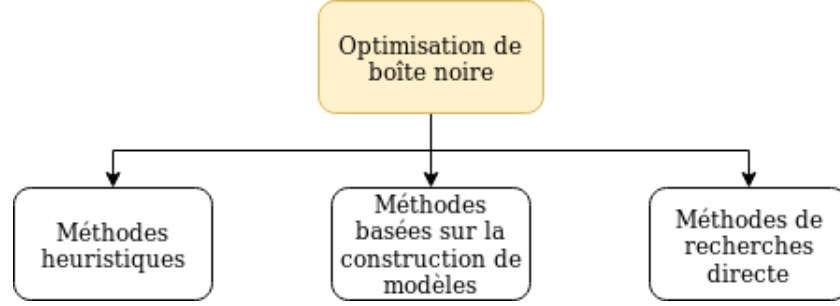 Optimisation de
boîte noire
Méthodes
heuristiques
Méthodes
basées sur la
construction de
modèles
Méthodes de
recherches
directe